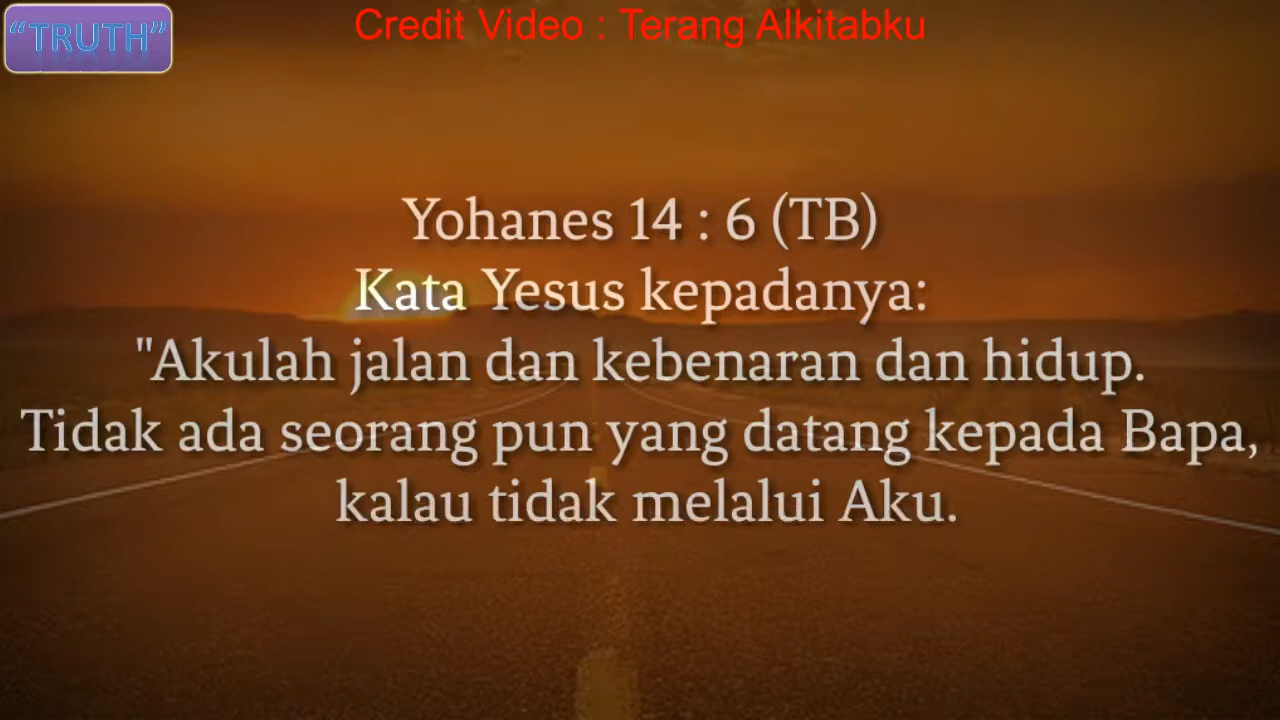 “TRUTH”
Credit Video : Terang Alkitabku
Yohanes 14 : 6 (TB)
Kata Yesus kepadanya:
"Akulah jalan dan kebenaran dan hidup.
Tidak ada seorang pun yang datang kepada Bapa,
kalau tidak melalui Aku.